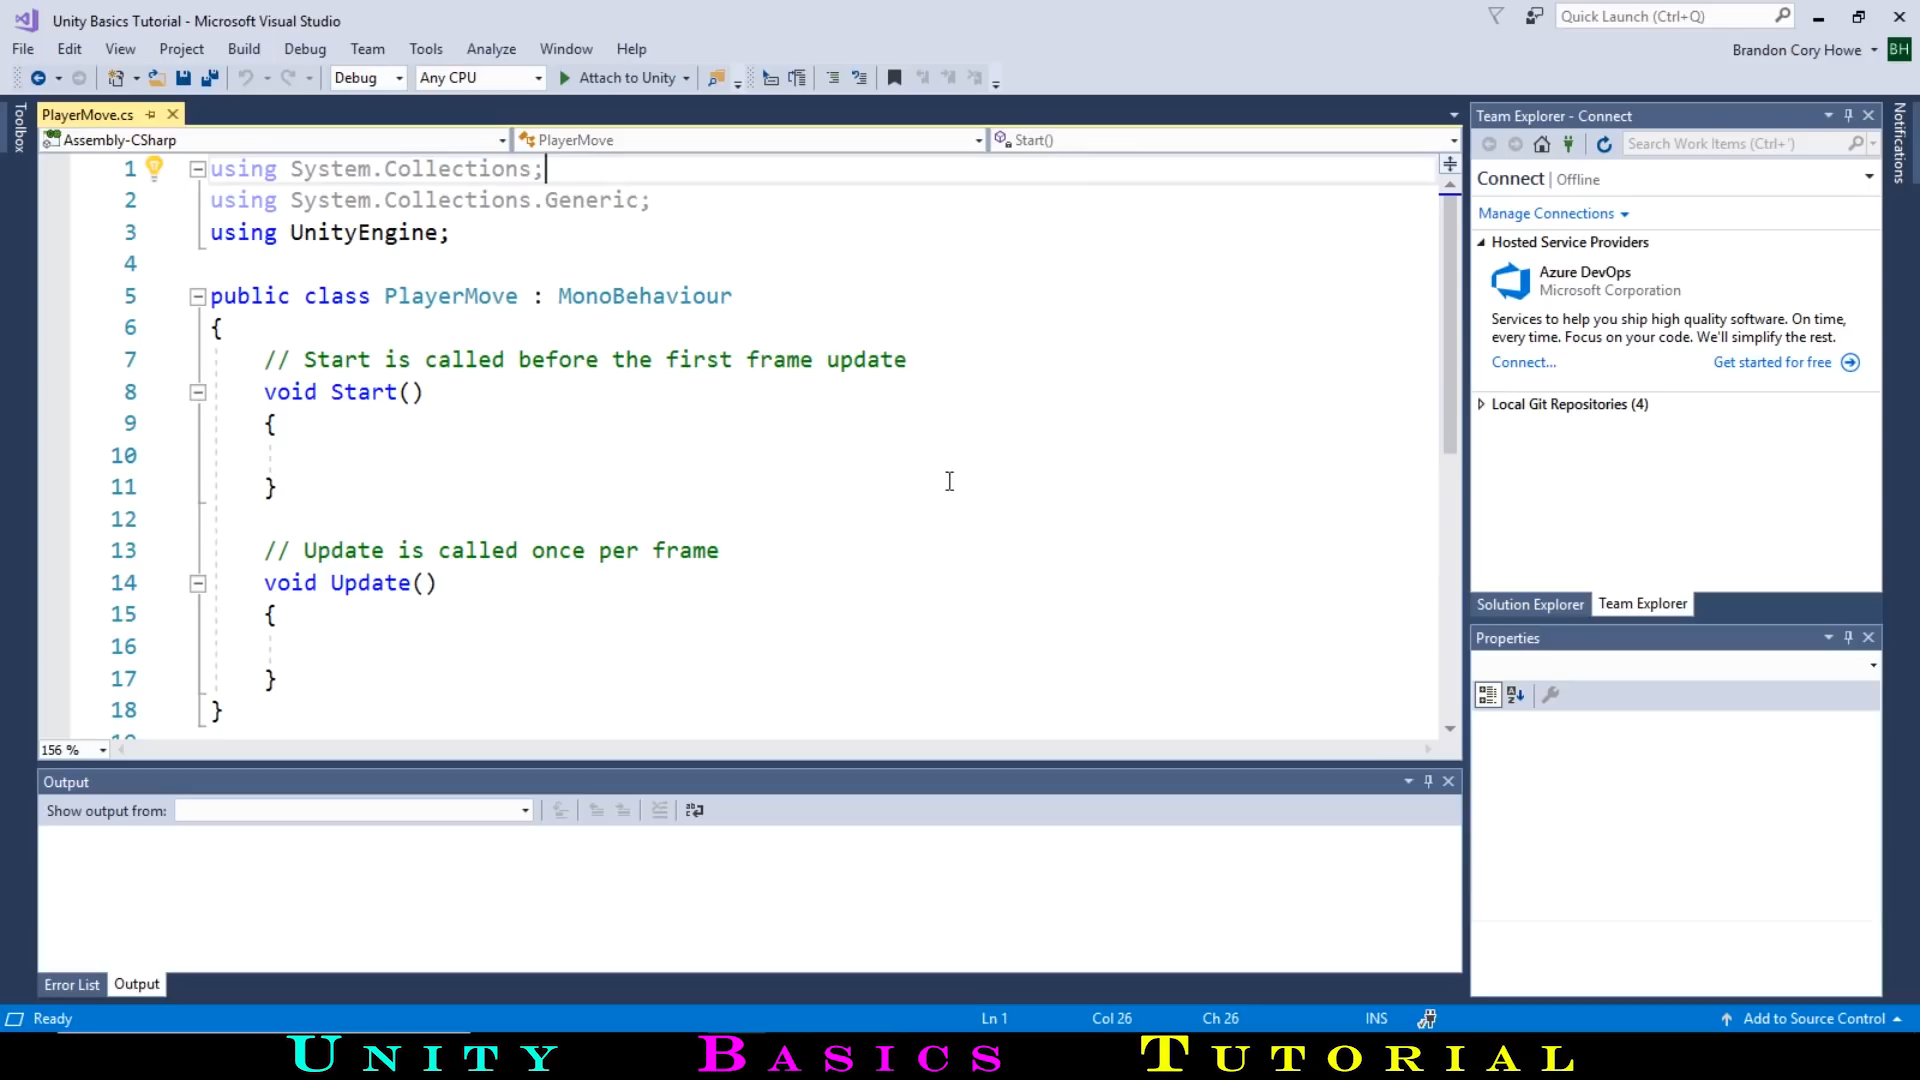 Unity Basics Tutorial - Microsoft Visual Studio
Quick Launch (Ctrl+Q)
File Edit View Project Build Debug Team Tools Analyze Window Help
Brandon Cory Howe BH
Debug Any CPU Attach to Unity
Toolbox
PlayerMove.cs
Assembly-CSharp PlayerMove Start()
1 using System.Collections;
2 using System.Collections.Generic;
3 using UnityEngine;
4
5 public class PlayerMove : MonoBehaviour
6 {
7 // Start is called before the first frame update
8 void Start()
9 {
10
11 }
12
13 // Update is called once per frame
14 void Update()
15 {
16
17 }
18 }
156 %
Team Explorer - Connect
Search Work Items (Ctrl+')
Connect | Offline
Manage Connections
Hosted Service Providers
Azure DevOps
Microsoft Corporation
Services to help you ship high quality software. On time,
every time. Focus on your code. We'll simplify the rest.
Connect... Get started for free
Local Git Repositories (4)
Solution Explorer Team Explorer
Properties
Notifications
Output
Show output from:
Error List Output
Ready Ln 1 Col 26 Ch 26 INS Add to Source Control
Unity Basics Tutorial